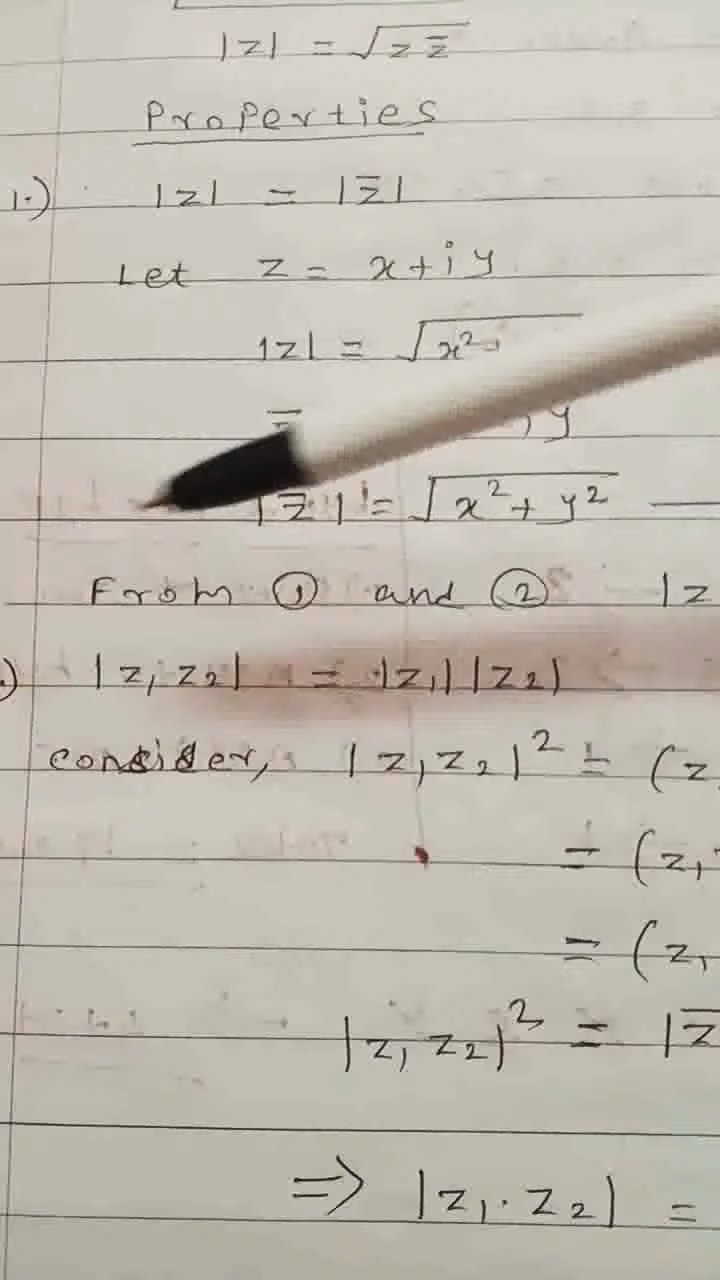 |z| = √z z̅
Properties
1.) |z| = |z̅|
Let z = x+iy
|z| = √x²
y
|z̅| = √x²+y²
From ① and ② |z
.) |z₁ z₂| = |z₁| |z₂|
consider, |z₁ z₂|² = (z
= (z₁
= (z₁
|z₁ z₂|² = |z
⇒ |z₁ . z₂| =